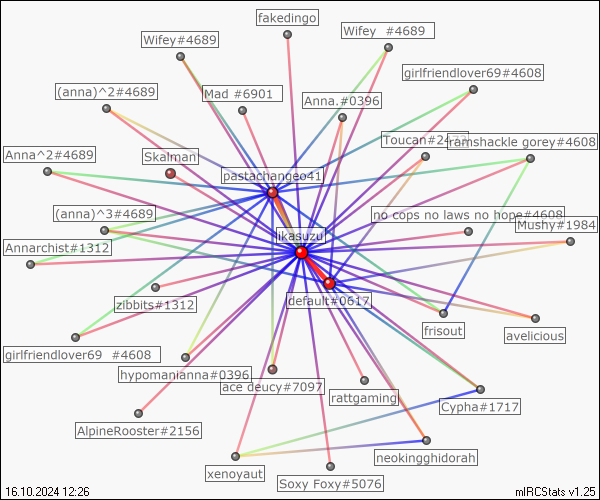 fakedingo
Wifey  #4689
Wifey#4689
girlfriendlover69#4608
(anna)^2#4689
Mad #6901
Anna.#0396
Toucan#2473
ramshackle gorey#4608
Anna^2#4689
Skalman
pastachangeo41
(anna)^3#4689
no cops no laws no hope#4608
Mushy#1984
ikasuzu
Annarchist#1312
zibbits#1312
default#0617
frisout
avelicious
girlfriendlover69  #4608
hypomanianna#0396
ace deucy#7097
rattgaming
Cypha#1717
AlpineRooster#2156
neokingghidorah
xenoyaut
Soxy Foxy#5076
16.10.2024 12:26
mIRCStats v1.25